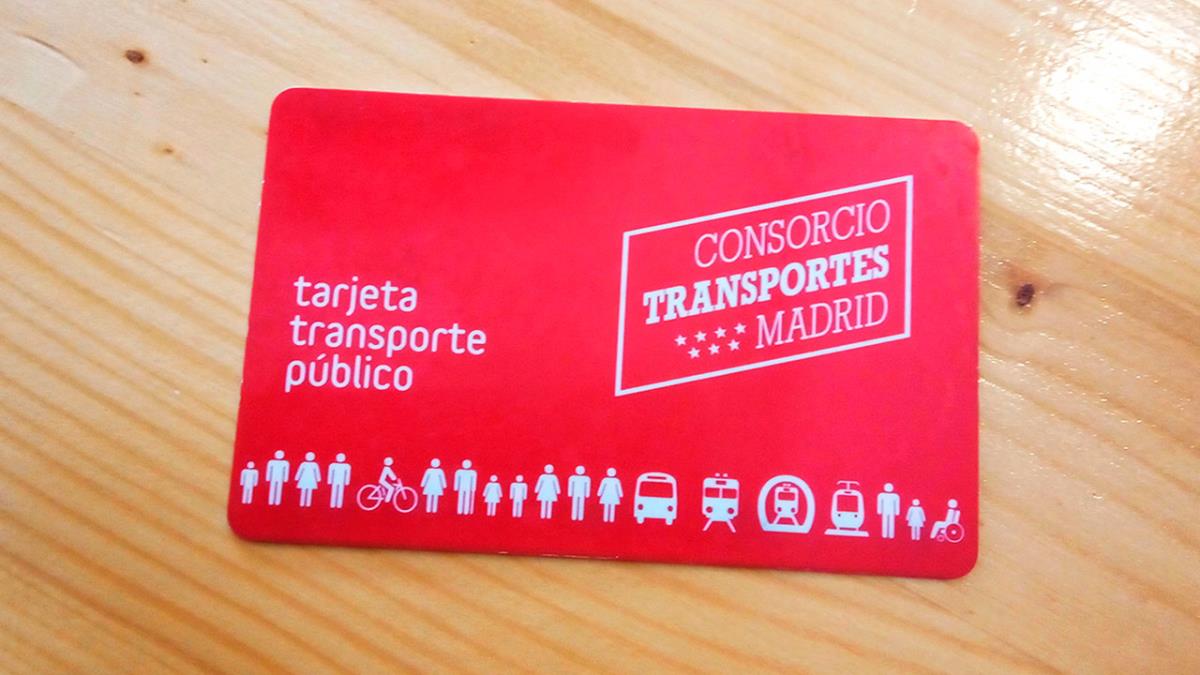 tarjeta
transporte
público
CONSORCIO
TRANSPORTES
MADRID